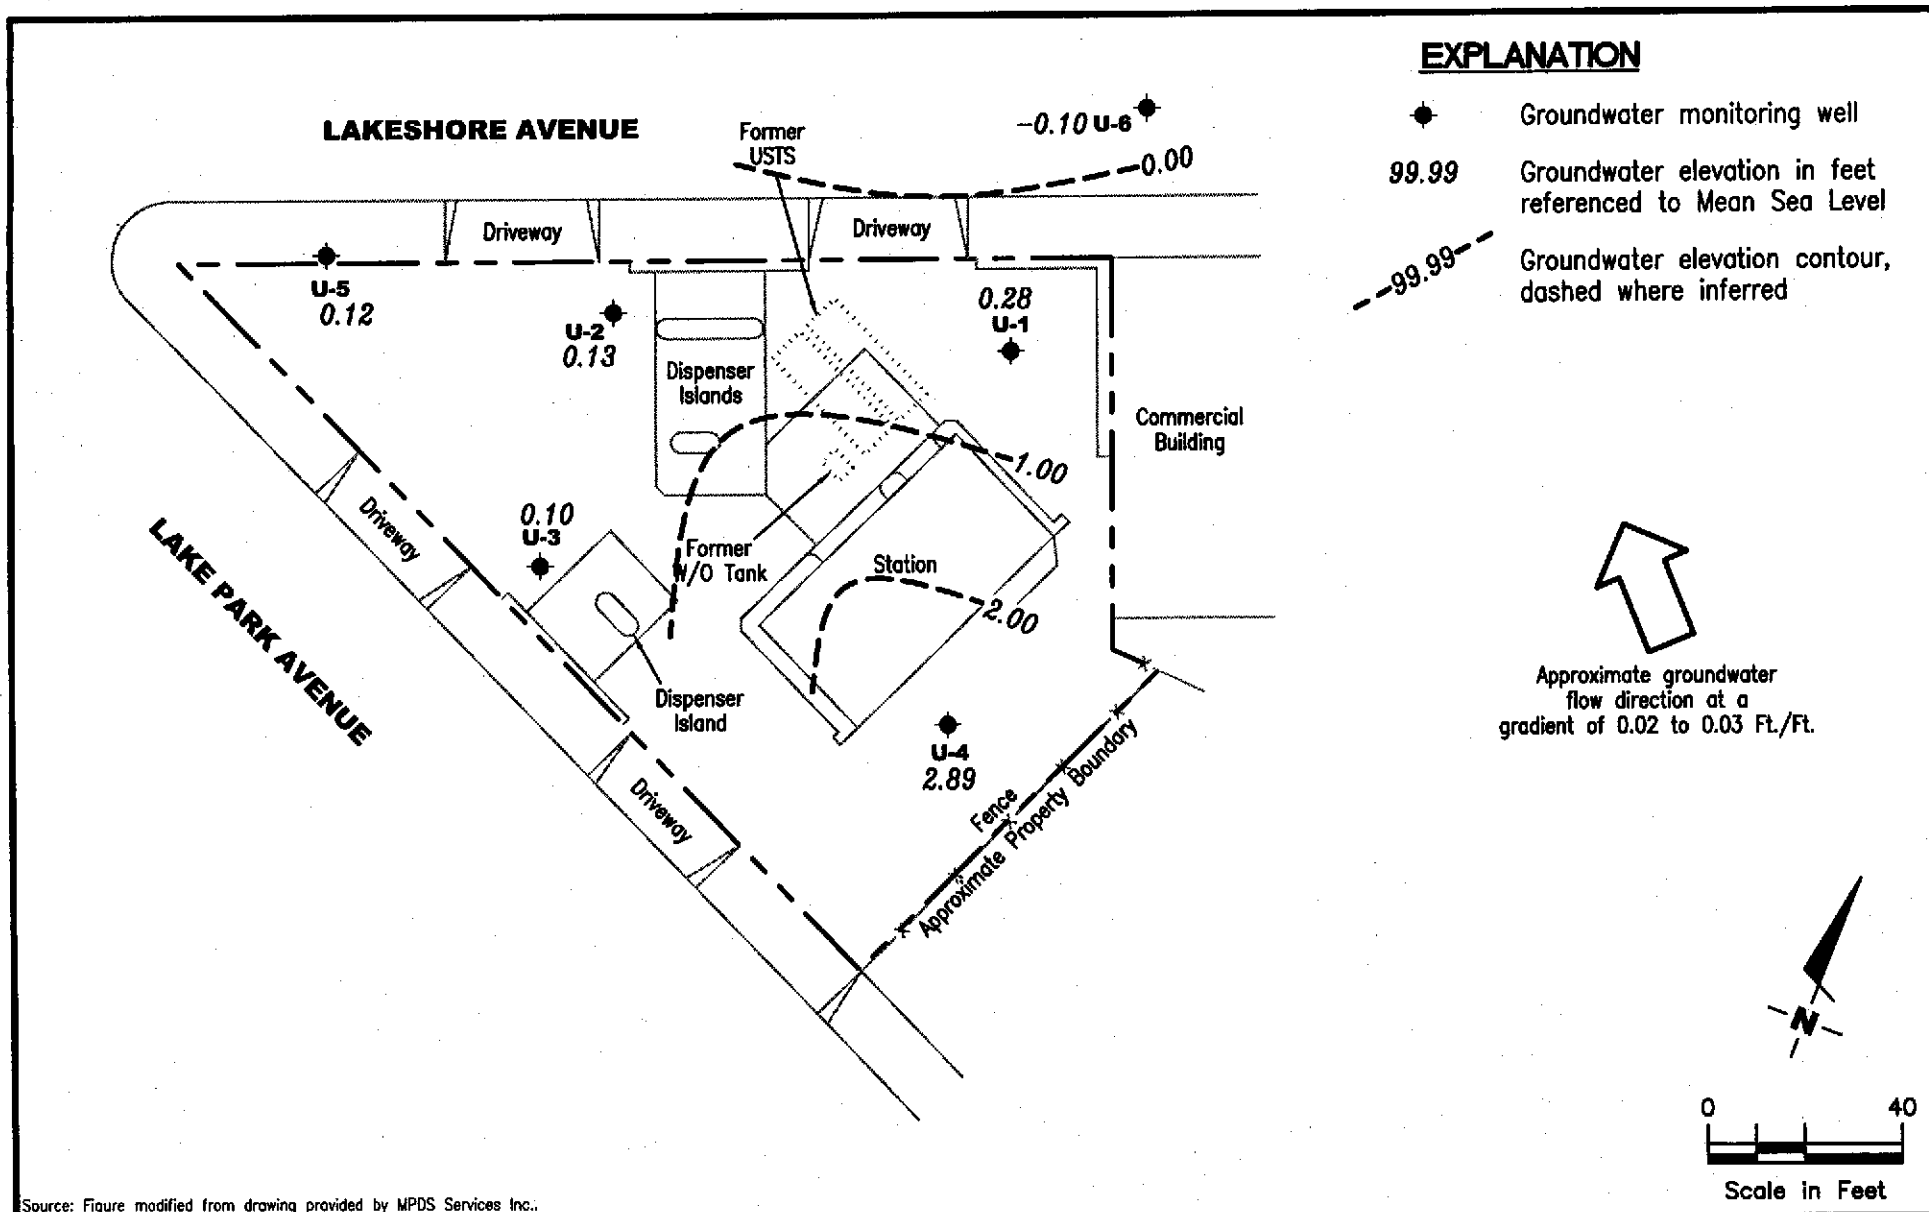 EXPLANATION
Groundwater monitoring well
99.99
Groundwater elevation in feet
referenced to Mean Sea Level
99.99
Groundwater elevation contour,
dashed where inferred
LAKESHORE AVENUE
Former
USTS
-0.10 U-6
0.00
Driveway
Driveway
U-5
0.12
U-2
0.13
0.28
U-1
Dispenser
Islands
Commercial
Building
1.00
0.10
U-3
Driveway
Former
W/O Tank
Station
2.00
LAKE PARK AVENUE
Dispenser
Island
U-4
2.89
Driveway
Fence
Approximate Property Boundary
Approximate groundwater
flow direction at a
gradient of 0.02 to 0.03 Ft./Ft.
N
0 40
Scale in Feet
Source: Figure modified from drawing provided by MPDS Services Inc..